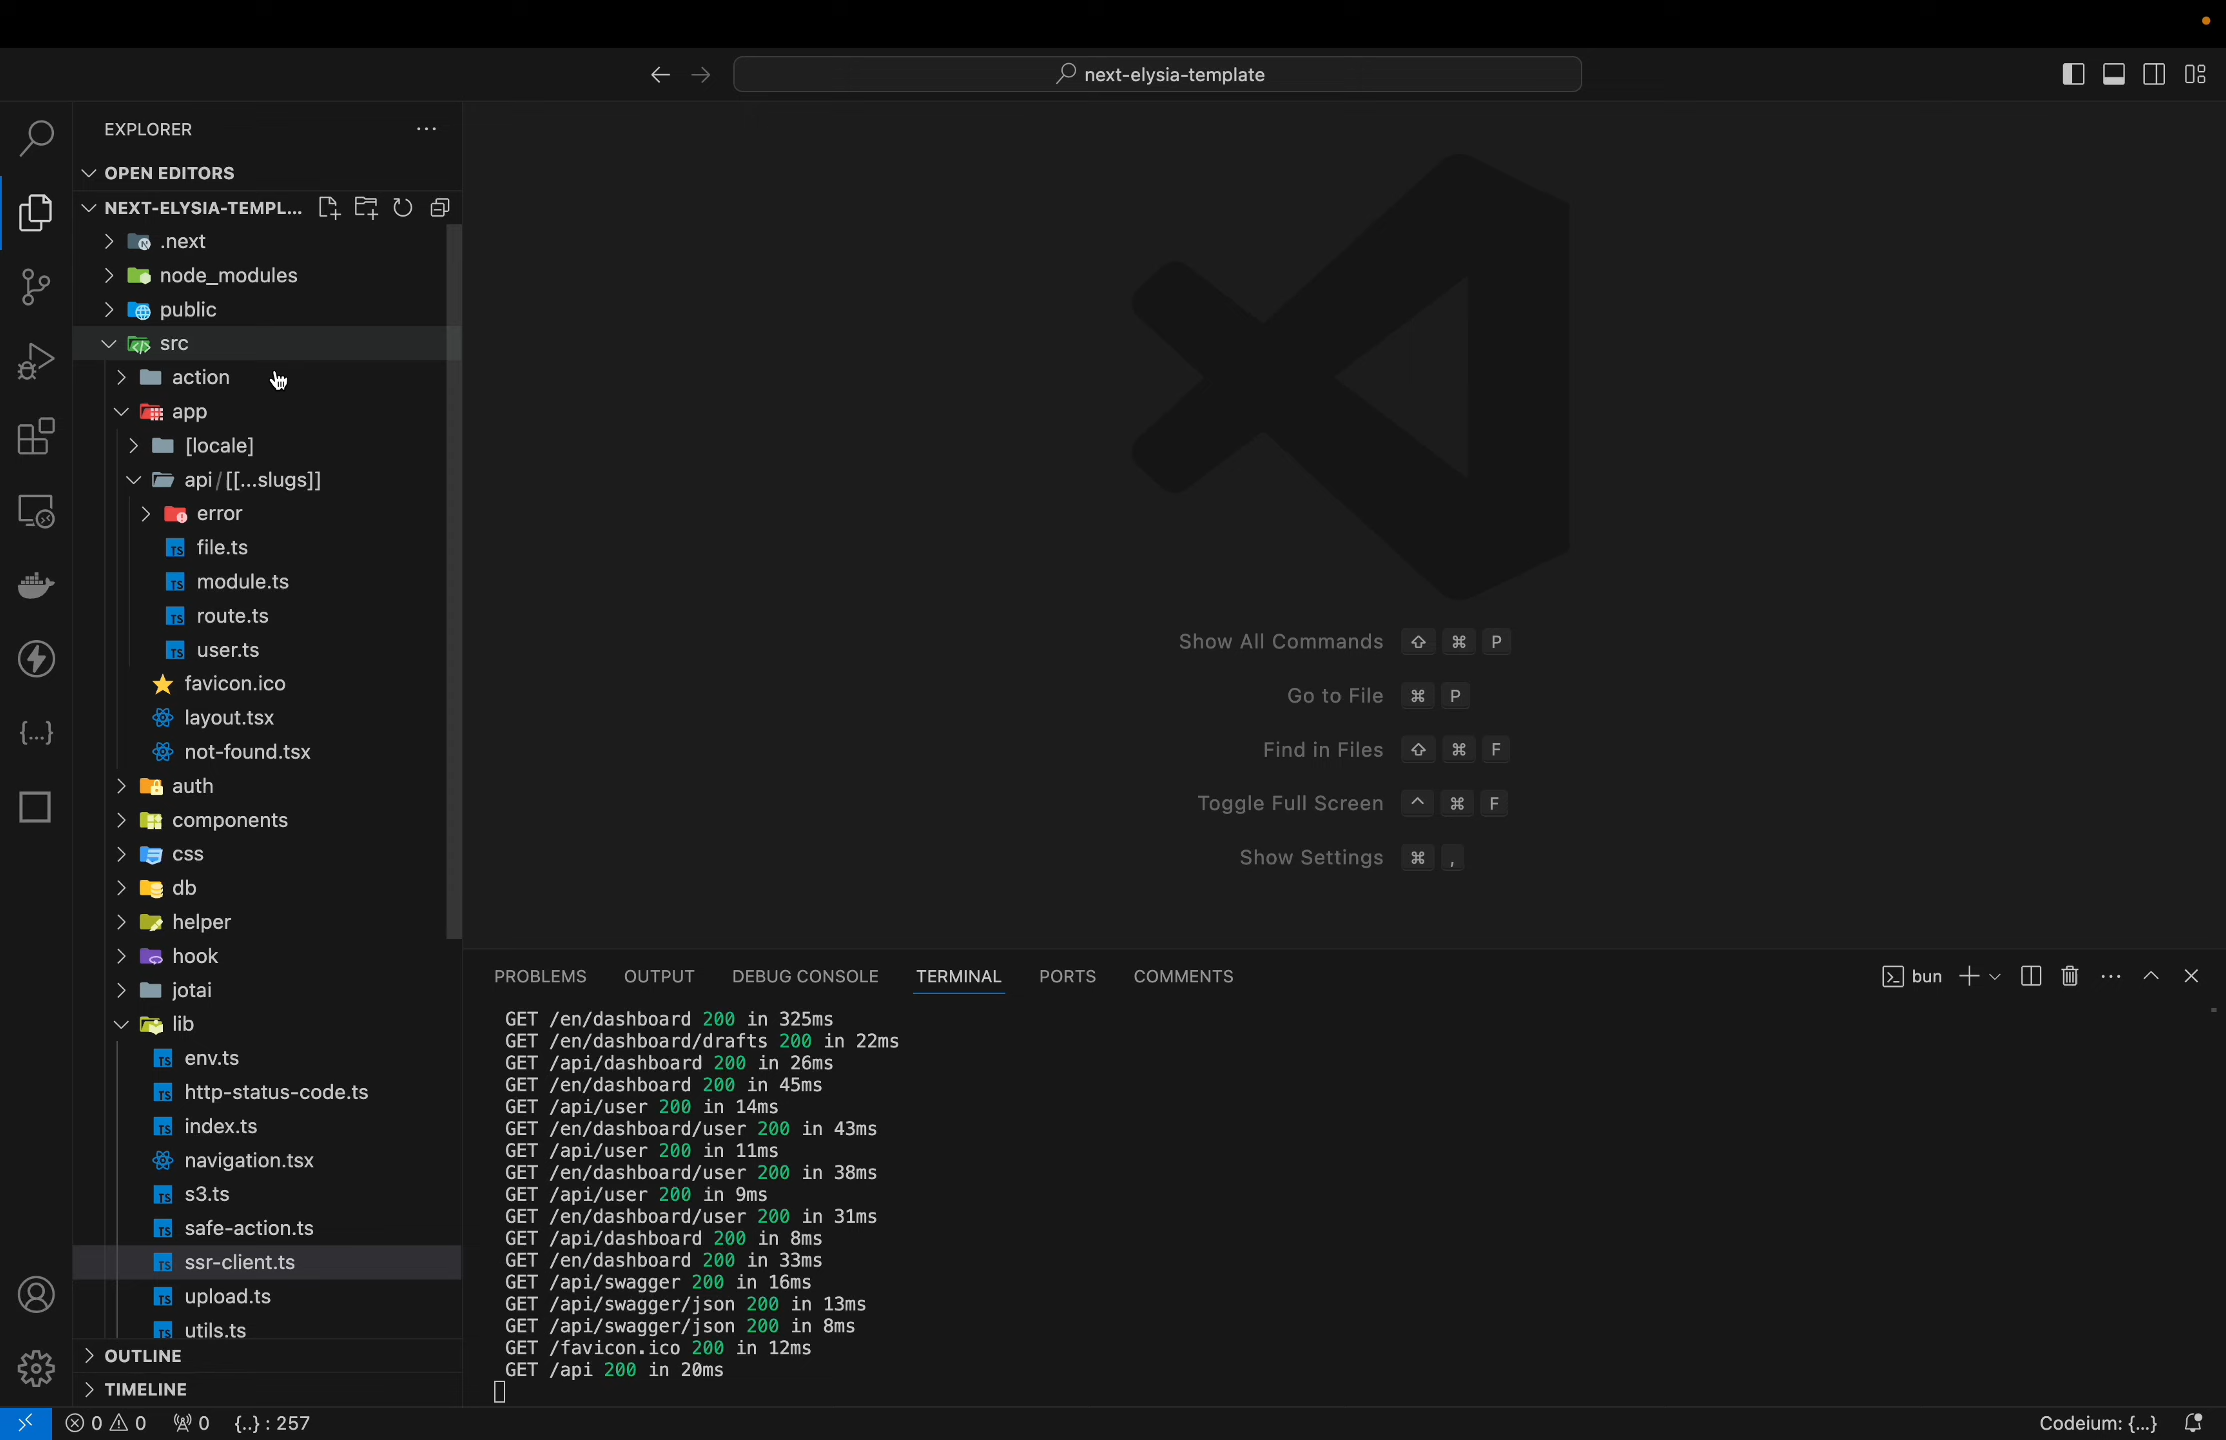 next-elysia-template
EXPLORER
OPEN EDITORS
NEXT-ELYSIA-TEMPL...
.next
node_modules
public
src
action
app
[locale]
api/[[...slugs]]
error
file.ts
module.ts
route.ts
user.ts
favicon.ico
layout.tsx
not-found.tsx
auth
components
css
db
helper
hook
jotai
lib
env.ts
http-status-code.ts
index.ts
navigation.tsx
s3.ts
safe-action.ts
ssr-client.ts
upload.ts
utils.ts
OUTLINE
TIMELINE
Show All Commands ⇧ ⌘ P
Go to File ⌘ P
Find in Files ⇧ ⌘ F
Toggle Full Screen ^ ⌘ F
Show Settings ⌘ ,
PROBLEMS OUTPUT DEBUG CONSOLE TERMINAL PORTS COMMENTS
bun
GET /en/dashboard 200 in 325ms
GET /en/dashboard/drafts 200 in 22ms
GET /api/dashboard 200 in 26ms
GET /en/dashboard 200 in 45ms
GET /api/user 200 in 14ms
GET /en/dashboard/user 200 in 43ms
GET /api/user 200 in 11ms
GET /en/dashboard/user 200 in 38ms
GET /api/user 200 in 9ms
GET /en/dashboard/user 200 in 31ms
GET /api/dashboard 200 in 8ms
GET /en/dashboard 200 in 33ms
GET /api/swagger 200 in 16ms
GET /api/swagger/json 200 in 13ms
GET /api/swagger/json 200 in 8ms
GET /favicon.ico 200 in 12ms
GET /api 200 in 20ms
0 0 0 {..} : 257
Codeium: {...}